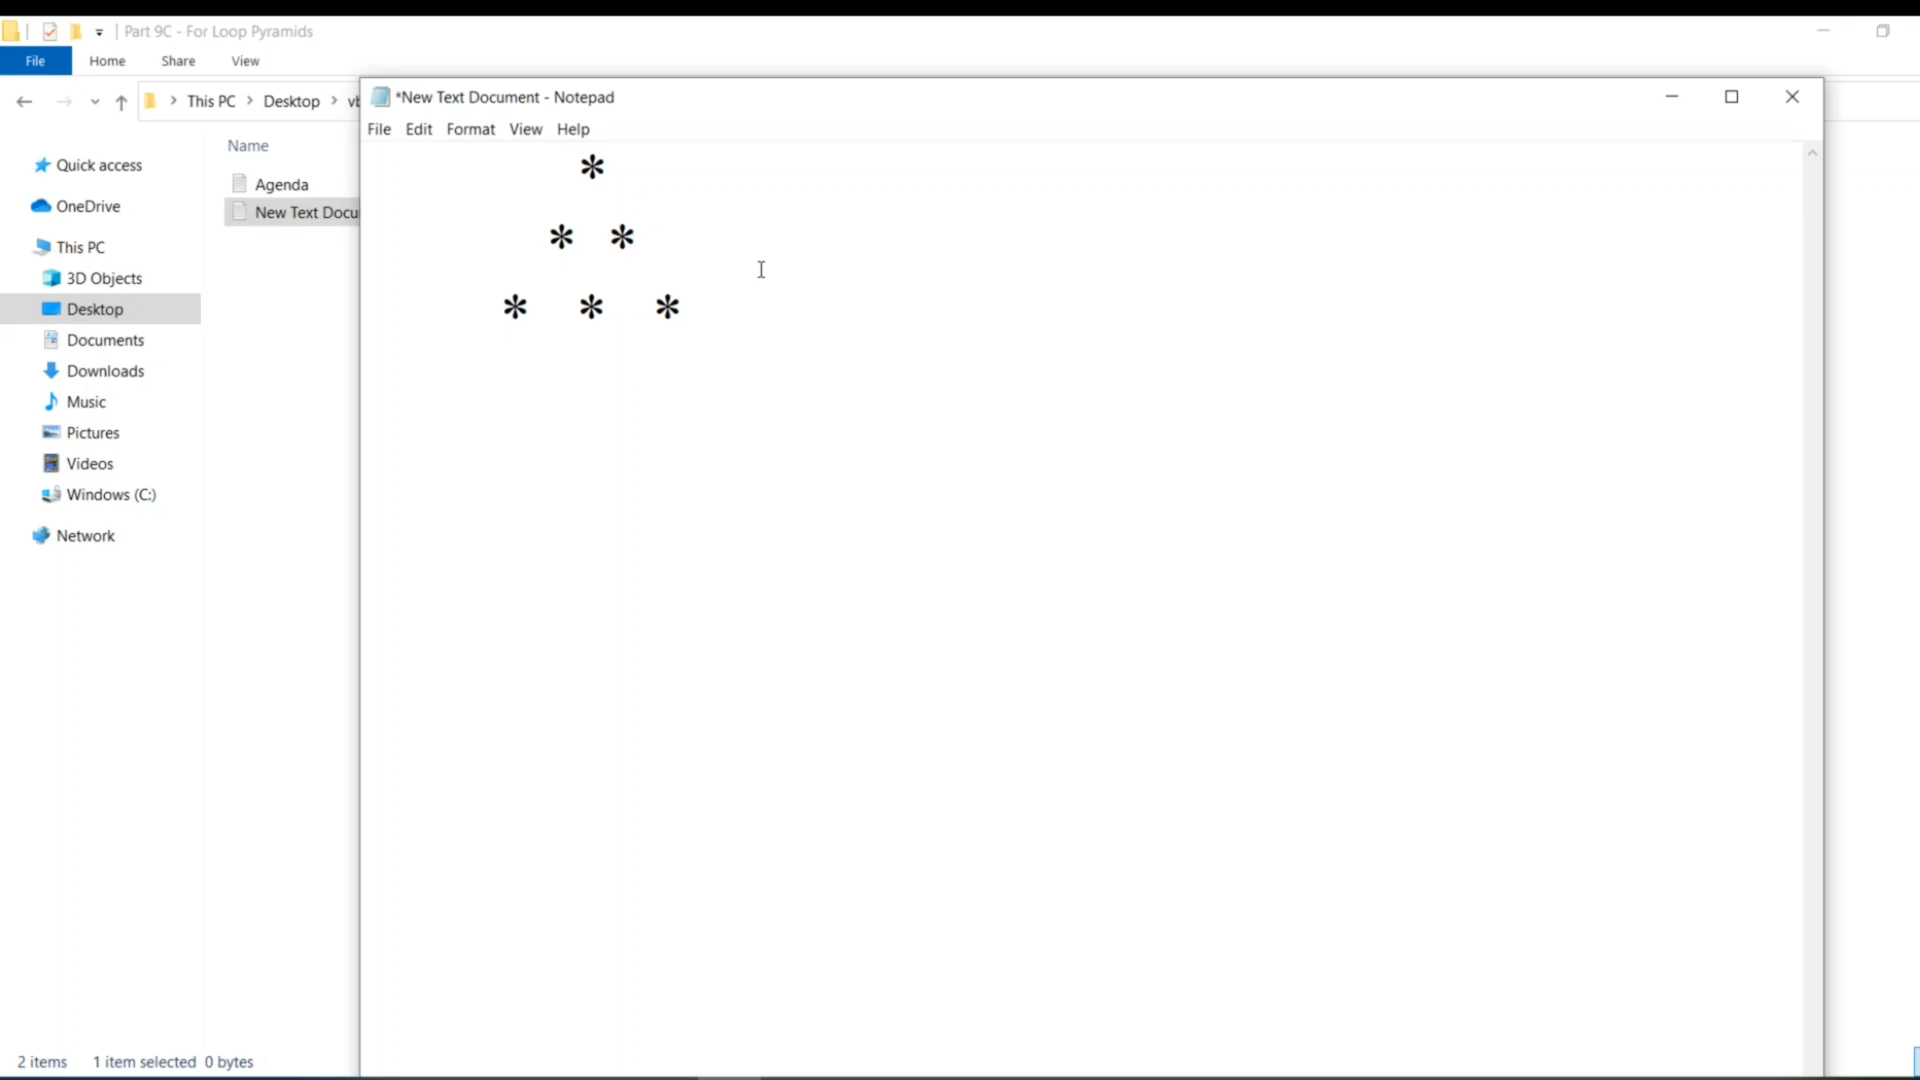 Part 9C - For Loop Pyramids
File Home Share View
This PC Desktop vb
*New Text Document - Notepad
File Edit Format View Help
Name
Agenda
New Text Docu
Quick access
OneDrive
This PC
3D Objects
Desktop
Documents
Downloads
Music
Pictures
Videos
Windows (C:)
Network
*
* *
* * *
2 items 1 item selected 0 bytes